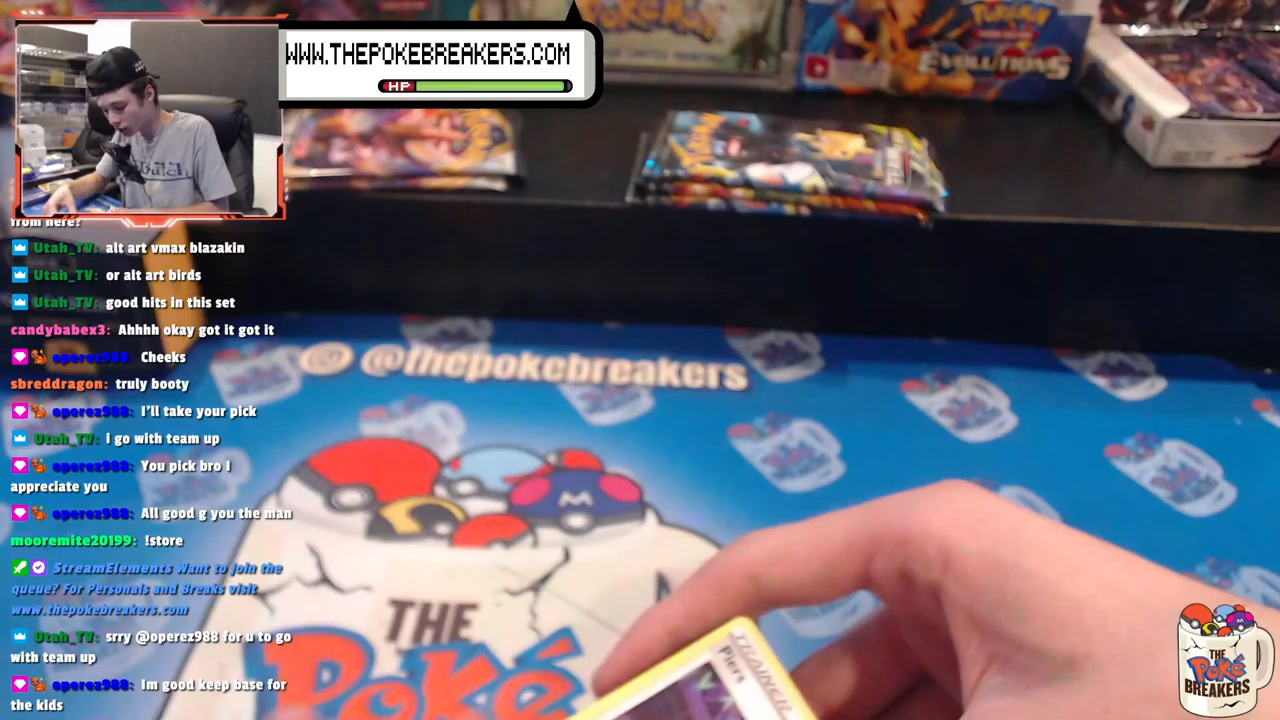 WWW.THEPOKEBREAKERS.COM
HP
POKéMON
POKéMON
EVOLUTIONS
from here?
Utah_TV: alt art vmax blazakin
Utah_TV: or alt art birds
Utah_TV: good hits in this set
candybabex3: Ahhhh okay got it got it
operez988: Cheeks
sbreddragon: truly booty
operez988: I'll take your pick
Utah_TV: i go with team up
operez988: You pick bro I
appreciate you
operez988: All good g you the man
mooremite20199: !store
StreamElements Want to join the
queue? For Personals and Breaks visit
www.thepokebreakers.com
Utah_TV: srry @operez988 for u to go
with team up
operez988: Im good keep base for
the kids
@thepokebreakers
THE
Poké
TRAINER
Piers
THE
Poké
BREAKERS